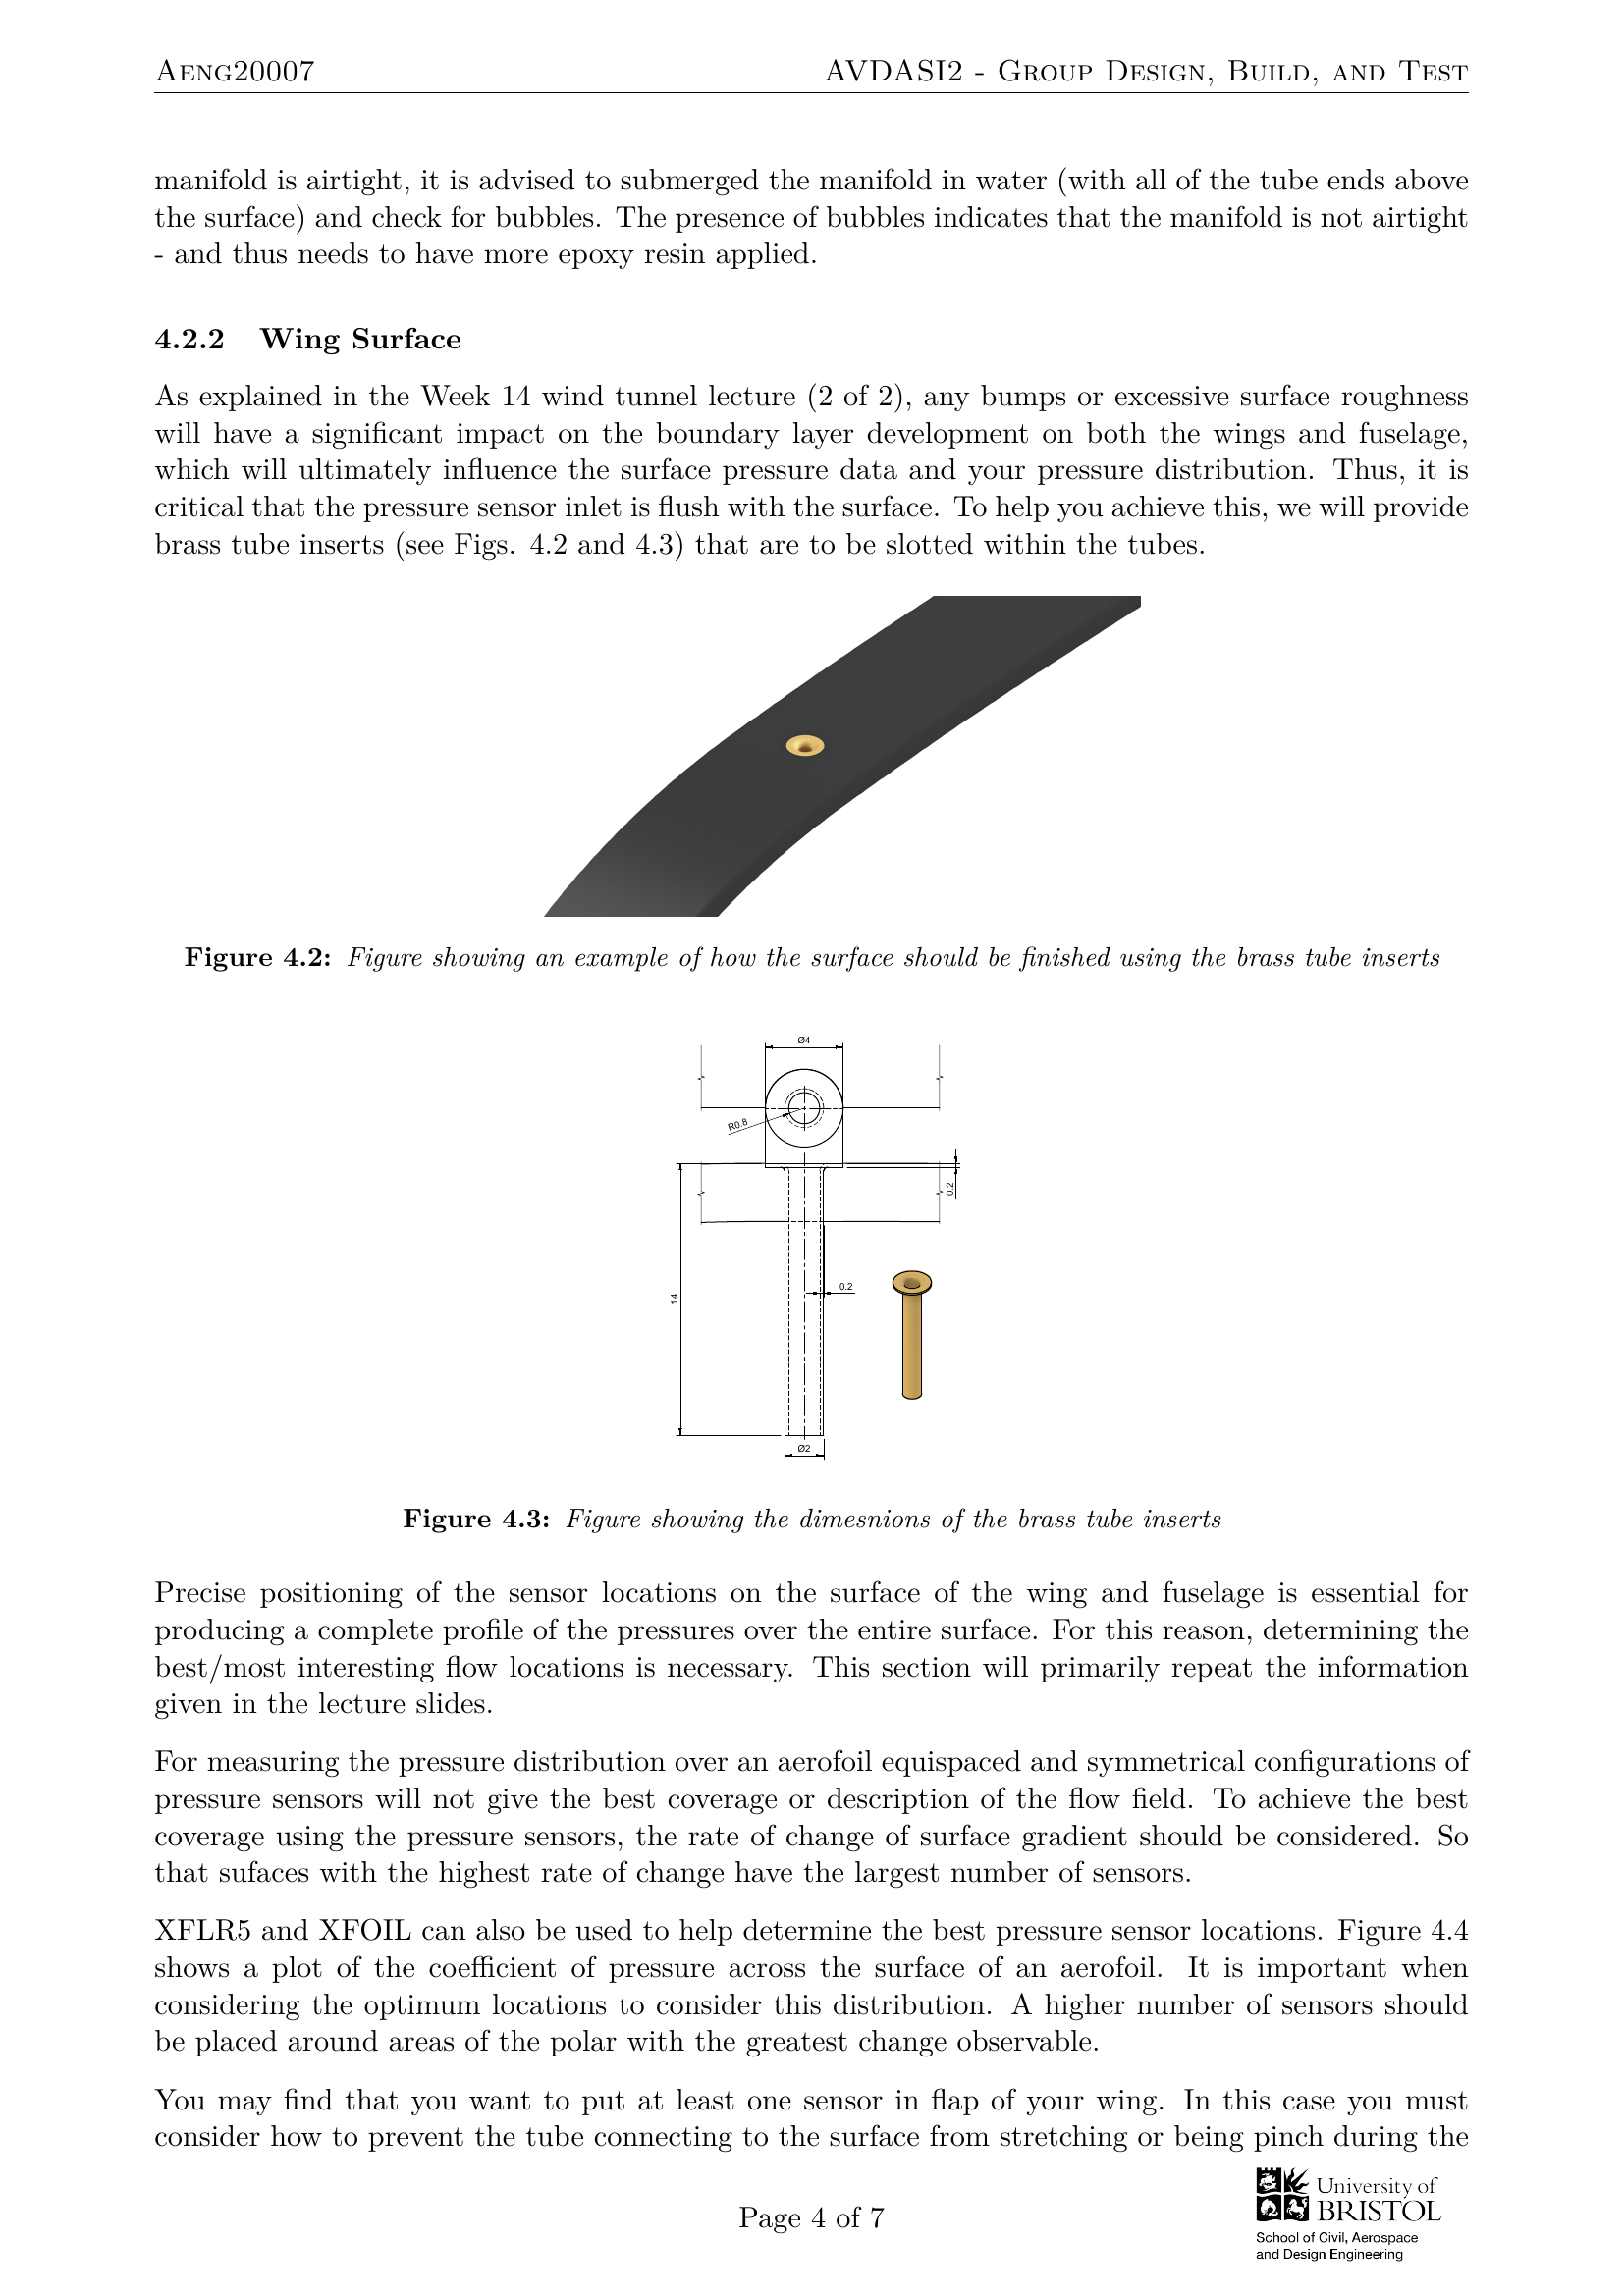 AENG20007 AVDASI2 - GROUP DESIGN, BUILD, AND TEST
manifold is airtight, it is advised to submerged the manifold in water (with all of the tube ends above
the surface) and check for bubbles. The presence of bubbles indicates that the manifold is not airtight
- and thus needs to have more epoxy resin applied.
4.2.2 Wing Surface
As explained in the Week 14 wind tunnel lecture (2 of 2), any bumps or excessive surface roughness
will have a significant impact on the boundary layer development on both the wings and fuselage,
which will ultimately influence the surface pressure data and your pressure distribution. Thus, it is
critical that the pressure sensor inlet is flush with the surface. To help you achieve this, we will provide
brass tube inserts (see Figs. 4.2 and 4.3) that are to be slotted within the tubes.
Figure 4.2: Figure showing an example of how the surface should be finished using the brass tube inserts
Ø4
R0.8
0.2
0.2
14
Ø2
Figure 4.3: Figure showing the dimesnions of the brass tube inserts
Precise positioning of the sensor locations on the surface of the wing and fuselage is essential for
producing a complete profile of the pressures over the entire surface. For this reason, determining the
best/most interesting flow locations is necessary. This section will primarily repeat the information
given in the lecture slides.
For measuring the pressure distribution over an aerofoil equispaced and symmetrical configurations of
pressure sensors will not give the best coverage or description of the flow field. To achieve the best
coverage using the pressure sensors, the rate of change of surface gradient should be considered. So
that sufaces with the highest rate of change have the largest number of sensors.
XFLR5 and XFOIL can also be used to help determine the best pressure sensor locations. Figure 4.4
shows a plot of the coefficient of pressure across the surface of an aerofoil. It is important when
considering the optimum locations to consider this distribution. A higher number of sensors should
be placed around areas of the polar with the greatest change observable.
You may find that you want to put at least one sensor in flap of your wing. In this case you must
consider how to prevent the tube connecting to the surface from stretching or being pinch during the
Page 4 of 7
University of
BRISTOL
School of Civil, Aerospace
and Design Engineering